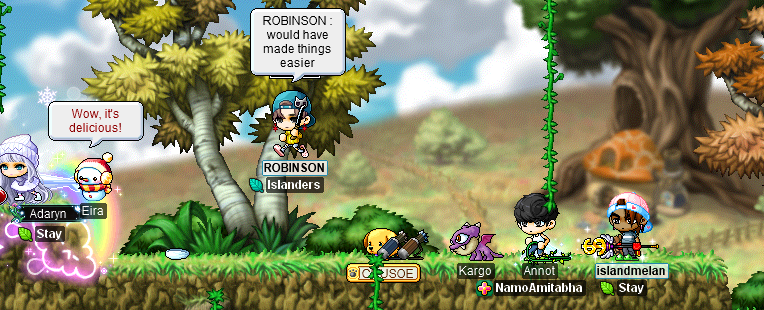 ROBINSON :
would have
made things
easier
Wow, it's
delicious!
ROBINSON
Islanders
Adaryn
Eira
Stay
Kargo
Annot
islandmelan
NamoAmitabha
Stay